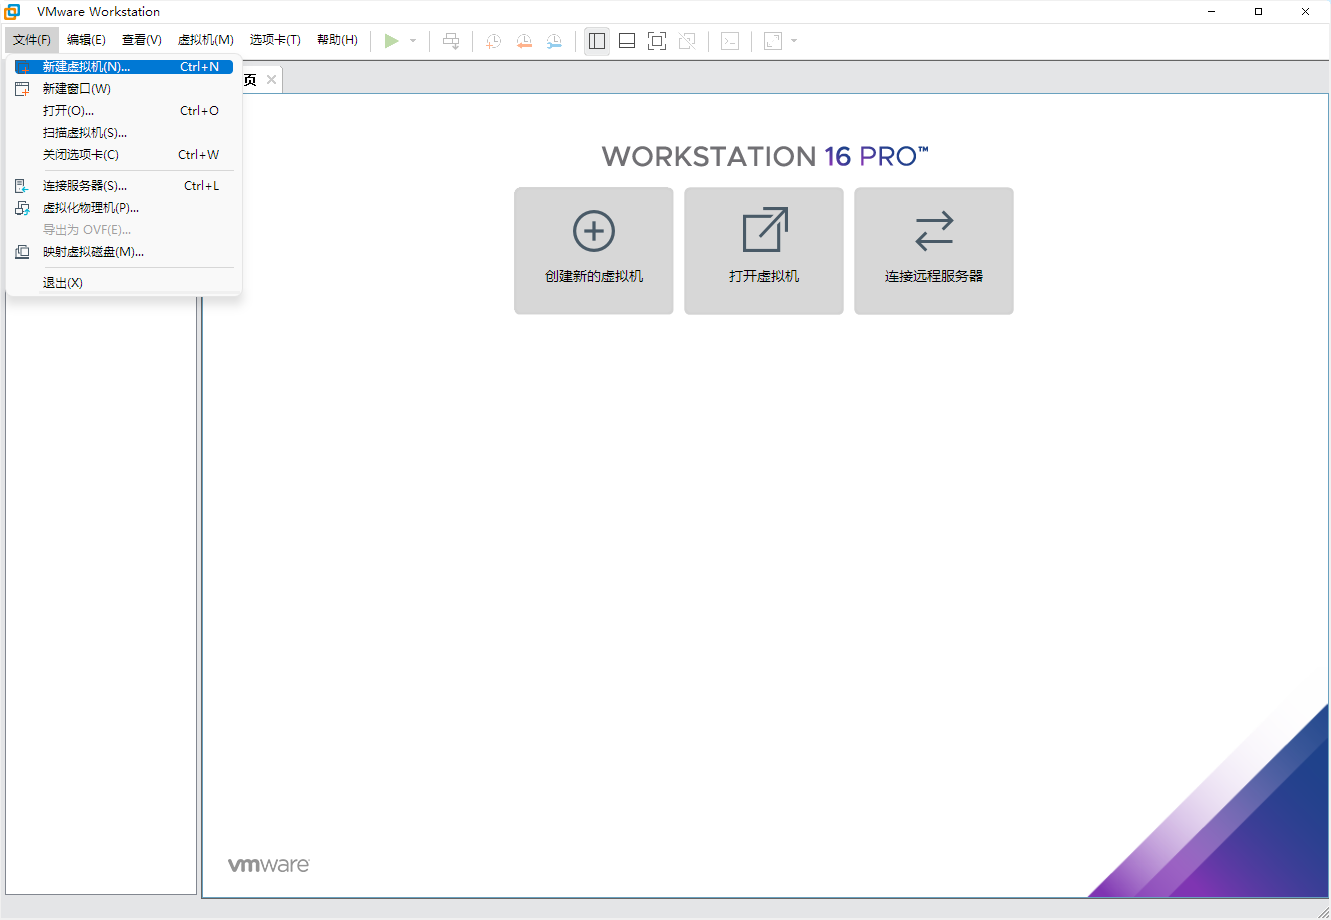 VMware Workstation
文件(F) 编辑(E) 查看(V) 虚拟机(M) 选项卡(T) 帮助(H)
新建虚拟机(N)... Ctrl+N
新建窗口(W)
打开(O)... Ctrl+O
扫描虚拟机(S)...
关闭选项卡(C) Ctrl+W
连接服务器(S)... Ctrl+L
虚拟化物理机(P)...
导出为 OVF(E)...
映射虚拟磁盘(M)...
退出(X)
页
WORKSTATION 16 PRO™
创建新的虚拟机
打开虚拟机
连接远程服务器
vmware